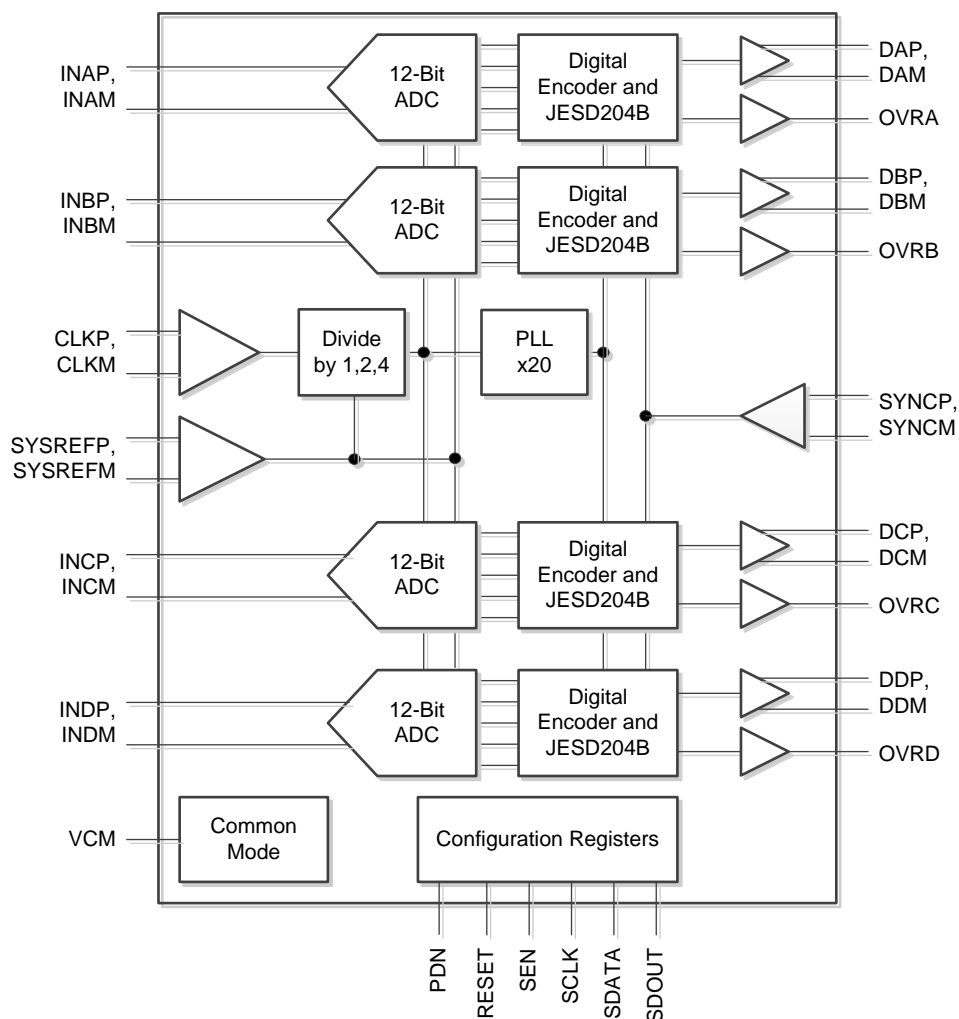 INAP,
INAM
12-Bit
ADC
Digital
Encoder and
JESD204B
DAP,
DAM
OVRA
INBP,
INBM
12-Bit
ADC
Digital
Encoder and
JESD204B
DBP,
DBM
OVRB
CLKP,
CLKM
Divide
by 1,2,4
PLL
x20
SYSREFP,
SYSREFM
SYNCP,
SYNCM
INCP,
INCM
12-Bit
ADC
Digital
Encoder and
JESD204B
DCP,
DCM
OVRC
INDP,
INDM
12-Bit
ADC
Digital
Encoder and
JESD204B
DDP,
DDM
OVRD
VCM
Common
Mode
Configuration Registers
PDN
RESET
SEN
SCLK
SDATA
SDOUT